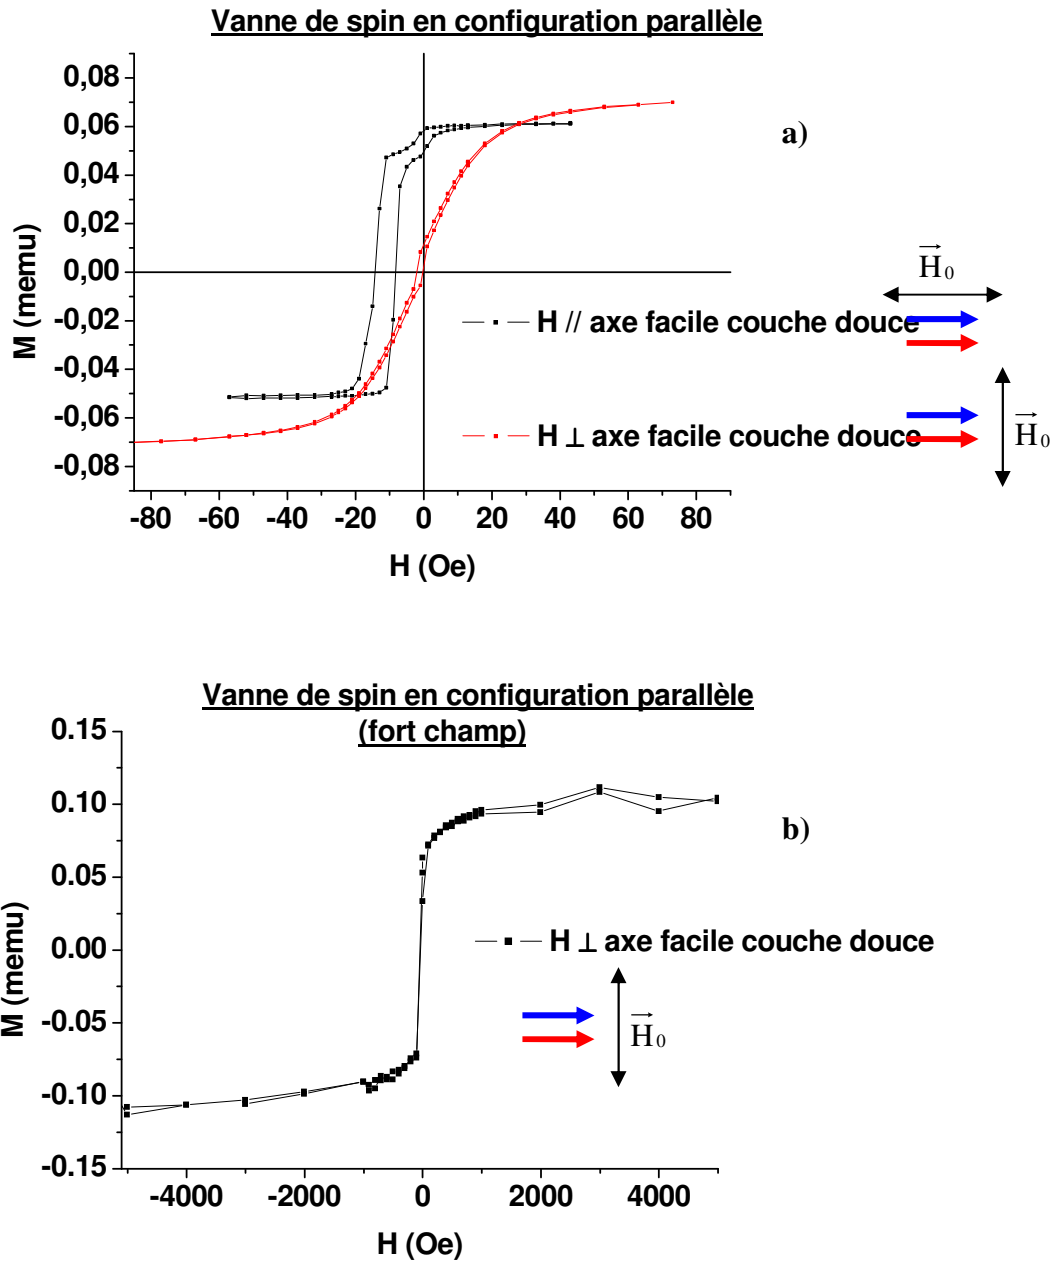 Vanne de spin en configuration parallèle
0,08
0,06
0,04
0,02
0,00
-0,02
-0,04
-0,06
-0,08
M (memu)
-80 -60 -40 -20 0 20 40 60 80
H (Oe)
a)
H // axe facile couche douce
H ⊥ axe facile couche douce
H₀
H₀
Vanne de spin en configuration parallèle
(fort champ)
0.15
0.10
0.05
0.00
-0.05
-0.10
-0.15
M (memu)
-4000 -2000 0 2000 4000
H (Oe)
b)
H ⊥ axe facile couche douce
H₀